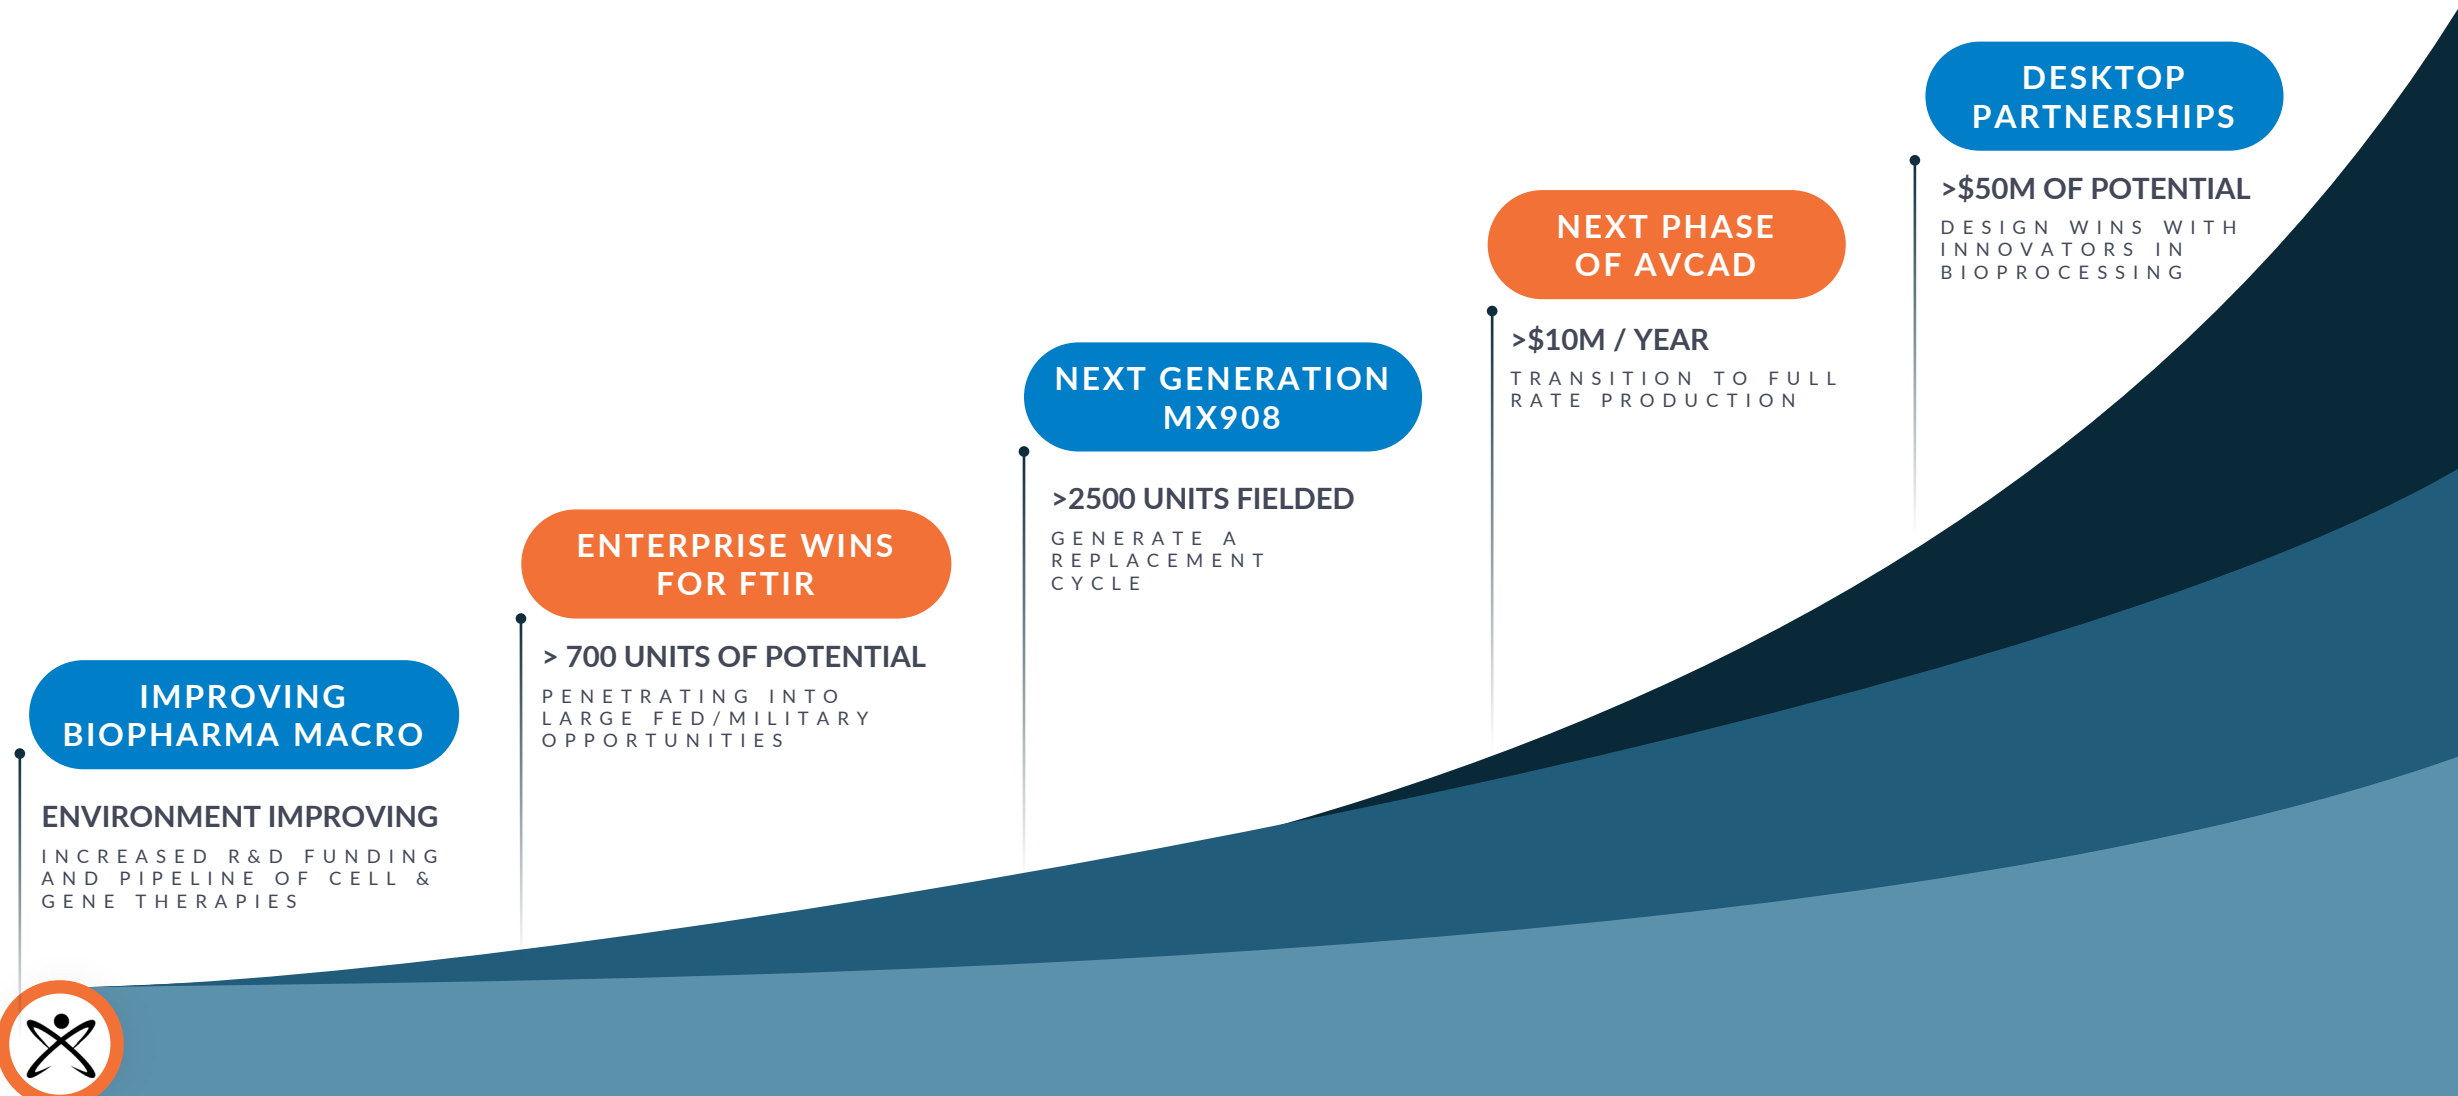 IMPROVING
BIOPHARMA MACRO
ENVIRONMENT IMPROVING
INCREASED R&D FUNDING
AND PIPELINE OF CELL &
GENE THERAPIES
ENTERPRISE WINS
FOR FTIR
> 700 UNITS OF POTENTIAL
PENETRATING INTO
LARGE FED/MILITARY
OPPORTUNITIES
NEXT GENERATION
MX908
>2500 UNITS FIELDED
GENERATE A
REPLACEMENT
CYCLE
NEXT PHASE
OF AVCAD
>$10M / YEAR
TRANSITION TO FULL
RATE PRODUCTION
DESKTOP
PARTNERSHIPS
>$50M OF POTENTIAL
DESIGN WINS WITH
INNOVATORS IN
BIOPROCESSING